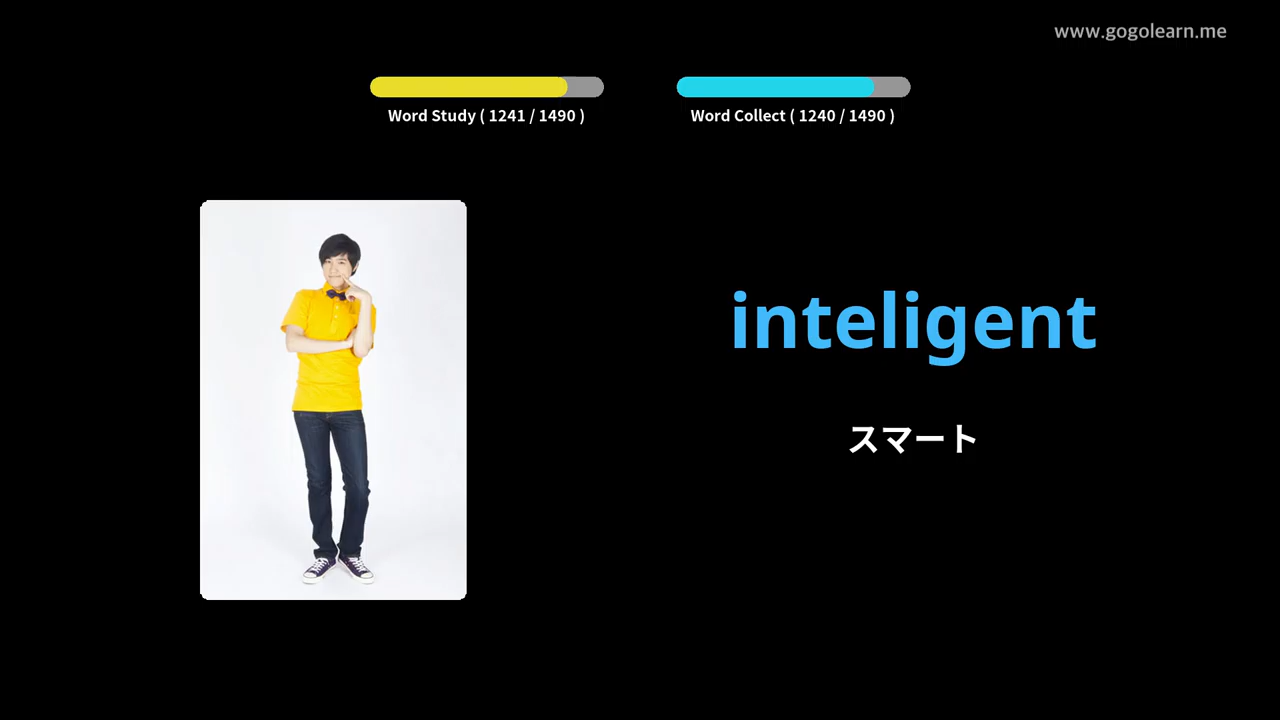 www.gogolearn.me
Word Study ( 1241 / 1490 )
Word Collect ( 1240 / 1490 )
inteligent
スマート